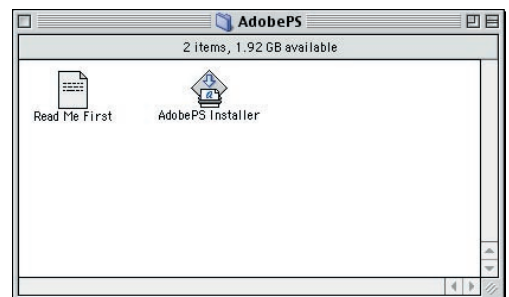 AdobePS
2 items, 1.92 GB available
Read Me First
AdobePS Installer